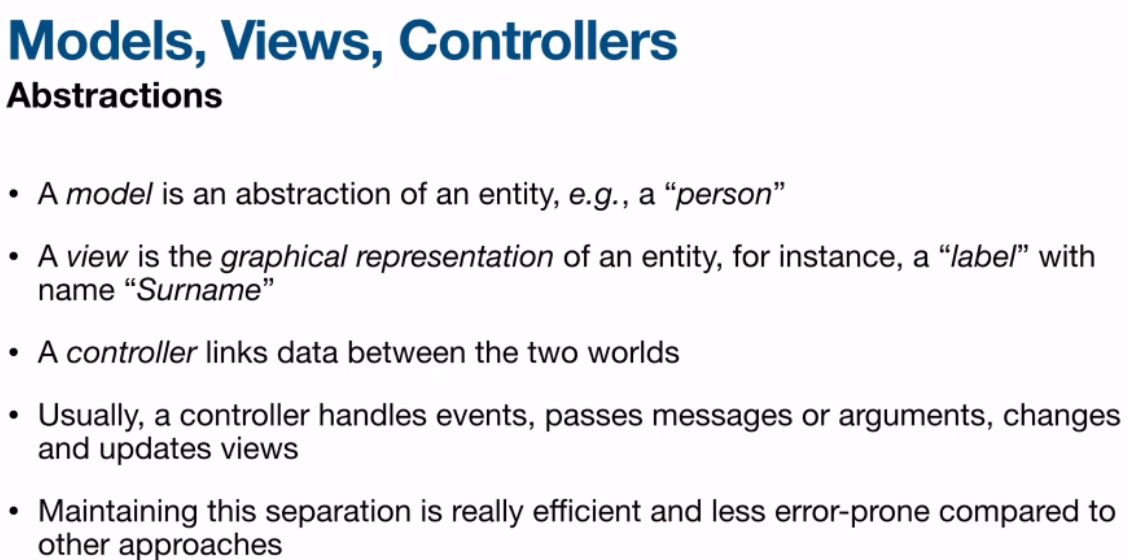 Models, Views, Controllers
Abstractions
• A model is an abstraction of an entity, e.g., a “person”
• A view is the graphical representation of an entity, for instance, a “label” with
name “Surname”
• A controller links data between the two worlds
• Usually, a controller handles events, passes messages or arguments, changes
and updates views
• Maintaining this separation is really efficient and less error-prone compared to
other approaches